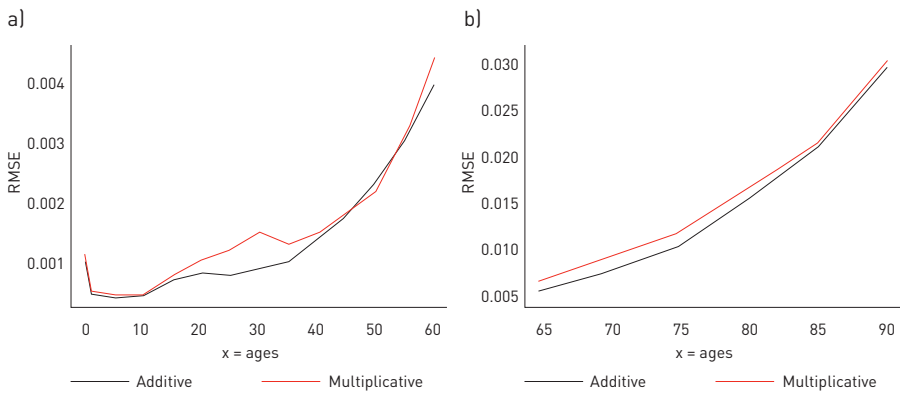 a)
RMSE
0.004
0.003
0.002
0.001
0 10 20 30 40 50 60
x = ages
Additive Multiplicative
b)
RMSE
0.030
0.025
0.020
0.015
0.010
0.005
65 70 75 80 85 90
x = ages
Additive Multiplicative